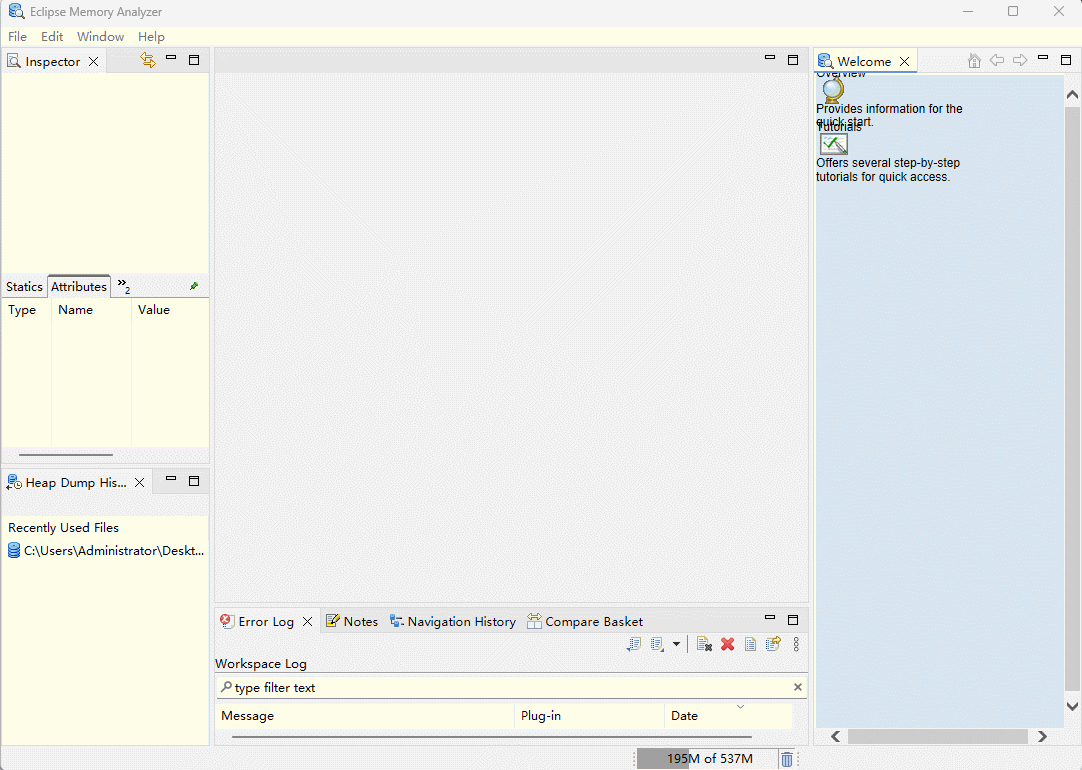 Eclipse Memory Analyzer
File Edit Window Help
Inspector
Statics Attributes »2
Type Name Value
Heap Dump His...
Recently Used Files
C:\Users\Administrator\Deskt...
Error Log Notes Navigation History Compare Basket
Workspace Log
type filter text
Message Plug-in Date
195M of 537M
Welcome
Overview
Provides information for the
quick start.
Tutorials
Offers several step-by-step
tutorials for quick access.